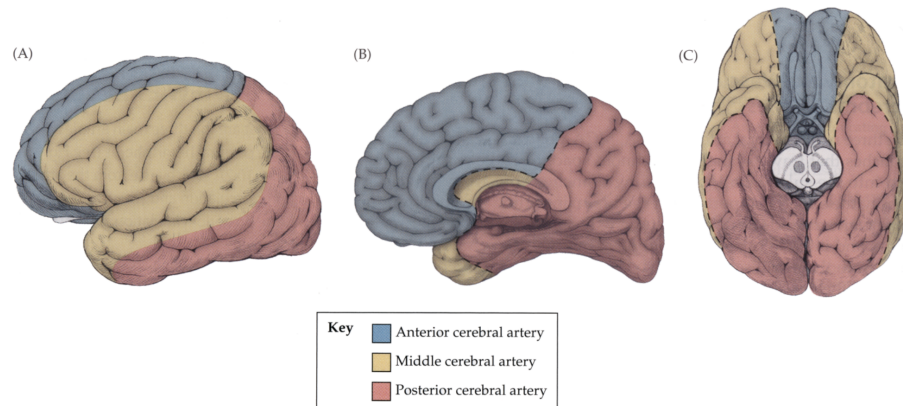 (A)
(B)
(C)
Key
Anterior cerebral artery
Middle cerebral artery
Posterior cerebral artery